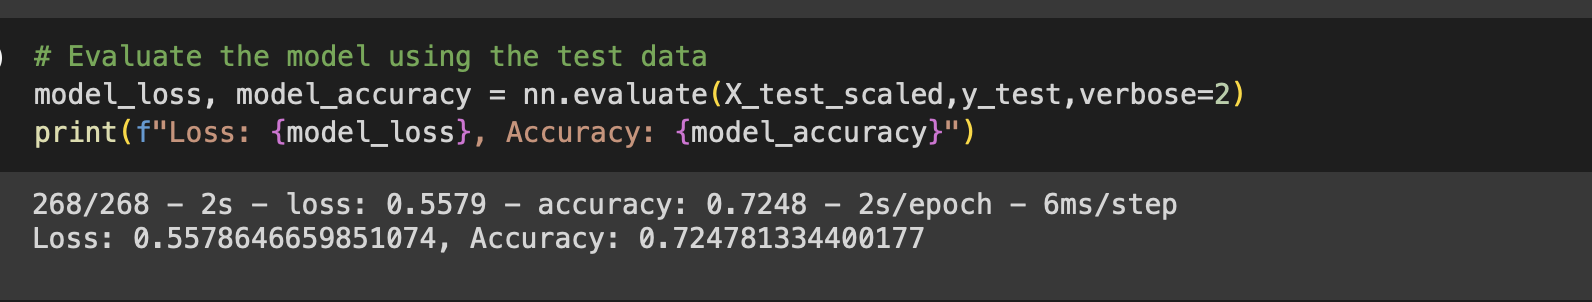 # Evaluate the model using the test data
model_loss, model_accuracy = nn.evaluate(X_test_scaled,y_test,verbose=2)
print(f"Loss: {model_loss}, Accuracy: {model_accuracy}")
268/268 - 2s - loss: 0.5579 - accuracy: 0.7248 - 2s/epoch - 6ms/step
Loss: 0.5578646659851074, Accuracy: 0.724781334400177